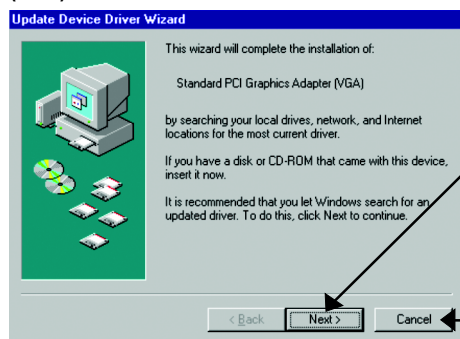 Update Device Driver Wizard
This wizard will complete the installation of:
Standard PCI Graphics Adapter (VGA)
by searching your local drives, network, and Internet
locations for the most current driver.
If you have a disk or CD-ROM that came with this device,
insert it now.
It is recommended that you let Windows search for an
updated driver. To do this, click Next to continue.
< Back
Next >
Cancel